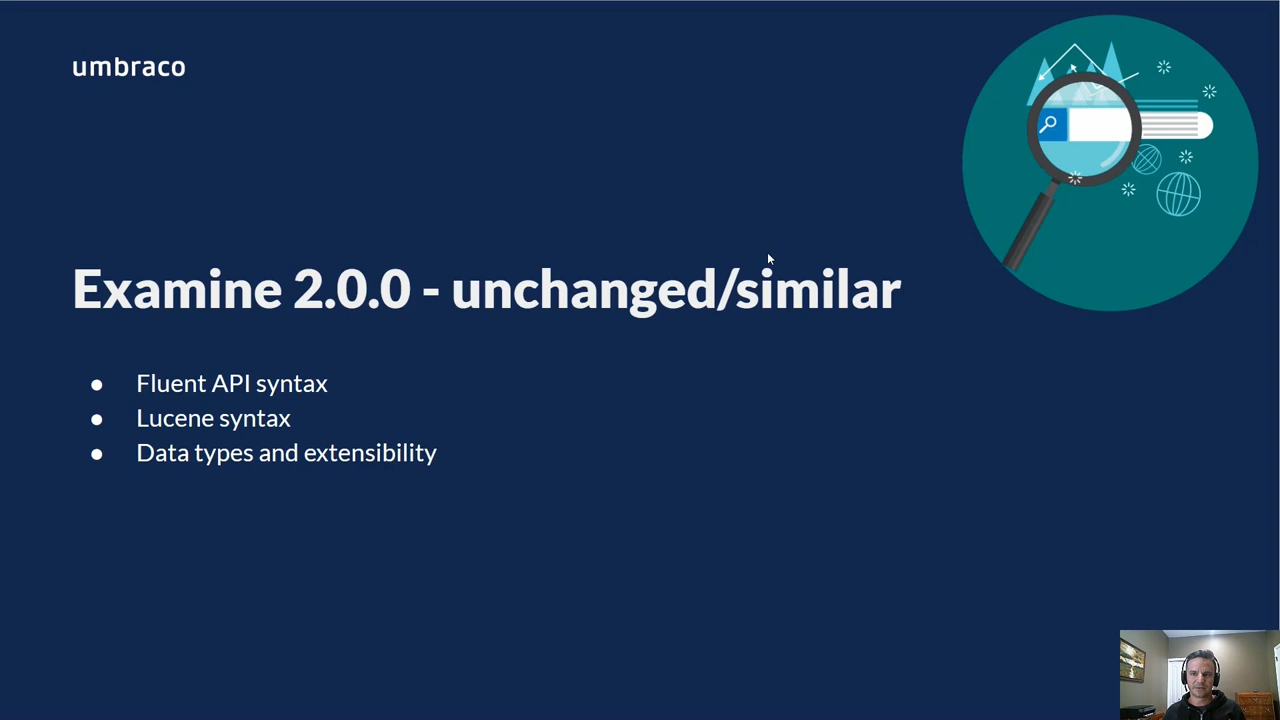 umbraco
Examine 2.0.0 - unchanged/similar
● Fluent API syntax
● Lucene syntax
● Data types and extensibility